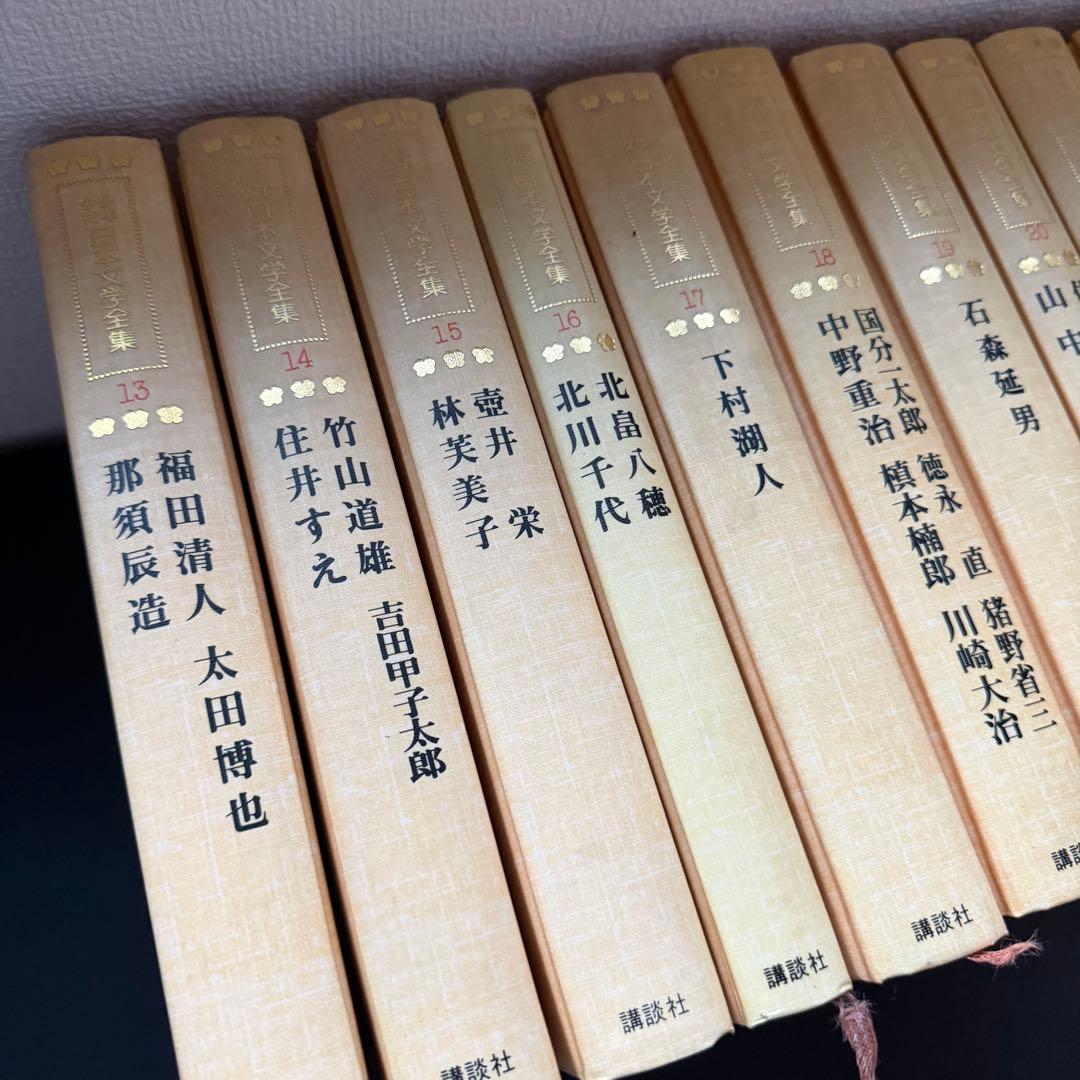 文学全集
13
福田清人
那須辰造
太田博也
日本文学全集
14
竹山道雄
住井すえ
吉田甲子太郎
日本文学全集
15
壺井栄
林芙美子
講談社
日本文学全集
16
北畠八穂
北川千代
講談社
日本文学全集
17
下村湖人
講談社
文学全集
18
国分一太郎
中野重治
徳永直
槙本楠郎
猪野省三
川崎大治
講談社
全集
19
石森延男
講談
全集
20
山
中